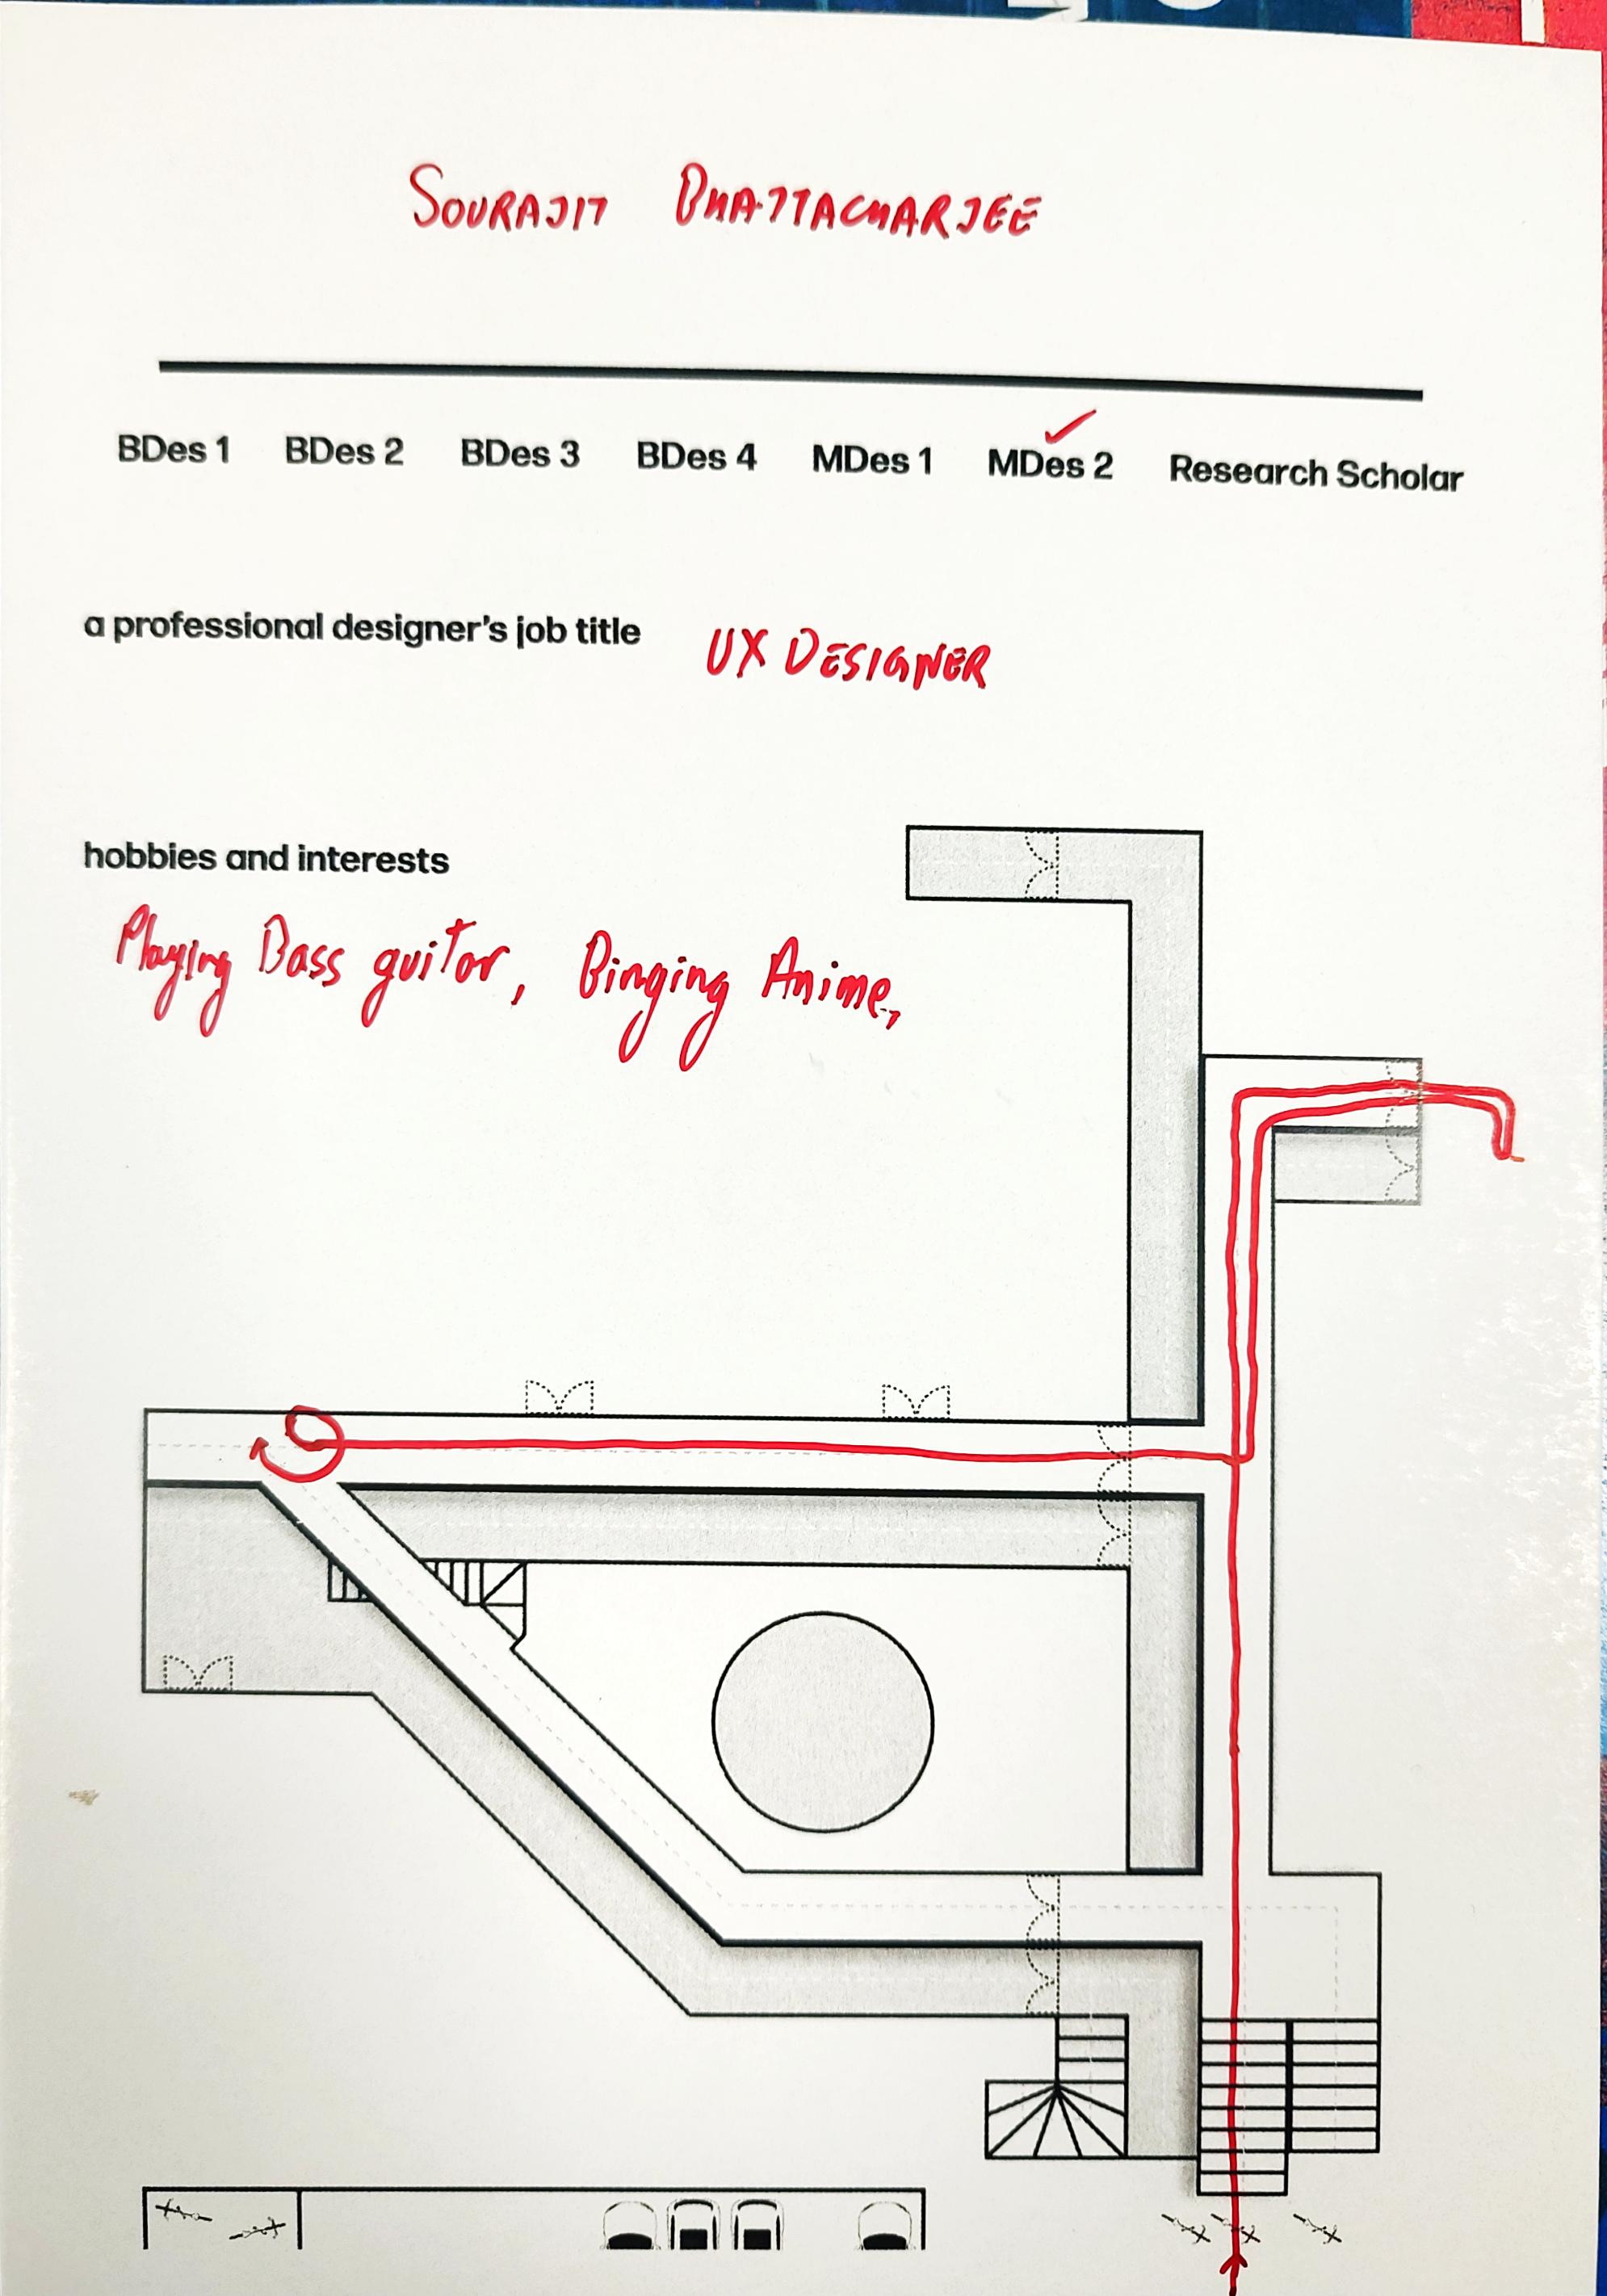 SOURAJIT BHATTACHARJEE
BDes 1 BDes 2 BDes 3 BDes 4 MDes 1 MDes 2 Research Scholar
a professional designer's job title UX DESIGNER
hobbies and interests
Playing Bass guitar, Binging Anime,